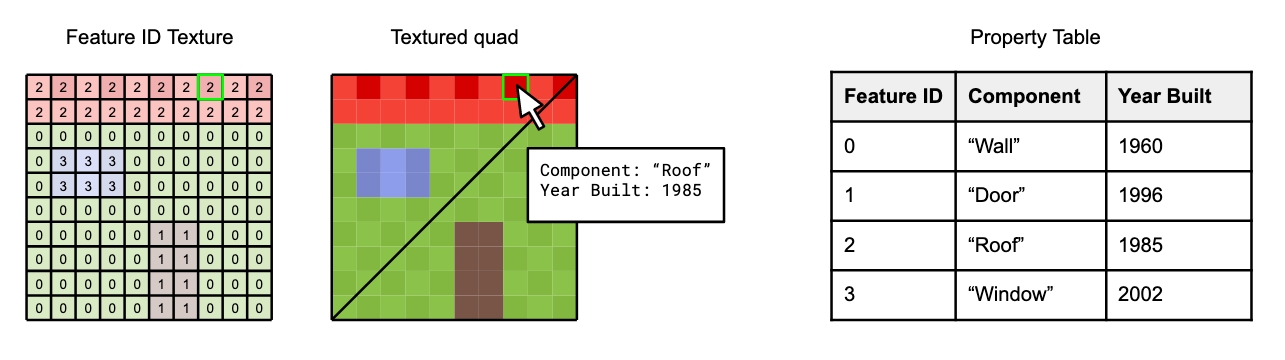 Feature ID Texture
2 2 2 2 2 2 2 2 2 2
2 2 2 2 2 2 2 2 2 2
0 0 0 0 0 0 0 0 0 0
0 3 3 3 0 0 0 0 0 0
0 3 3 3 0 0 0 0 0 0
0 0 0 0 0 0 0 0 0 0
0 0 0 0 0 1 1 0 0 0
0 0 0 0 0 1 1 0 0 0
0 0 0 0 0 1 1 0 0 0
0 0 0 0 0 1 1 0 0 0
Textured quad
Component: “Roof”
Year Built: 1985
Property Table
Feature ID Component Year Built
0 “Wall” 1960
1 “Door” 1996
2 “Roof” 1985
3 “Window” 2002